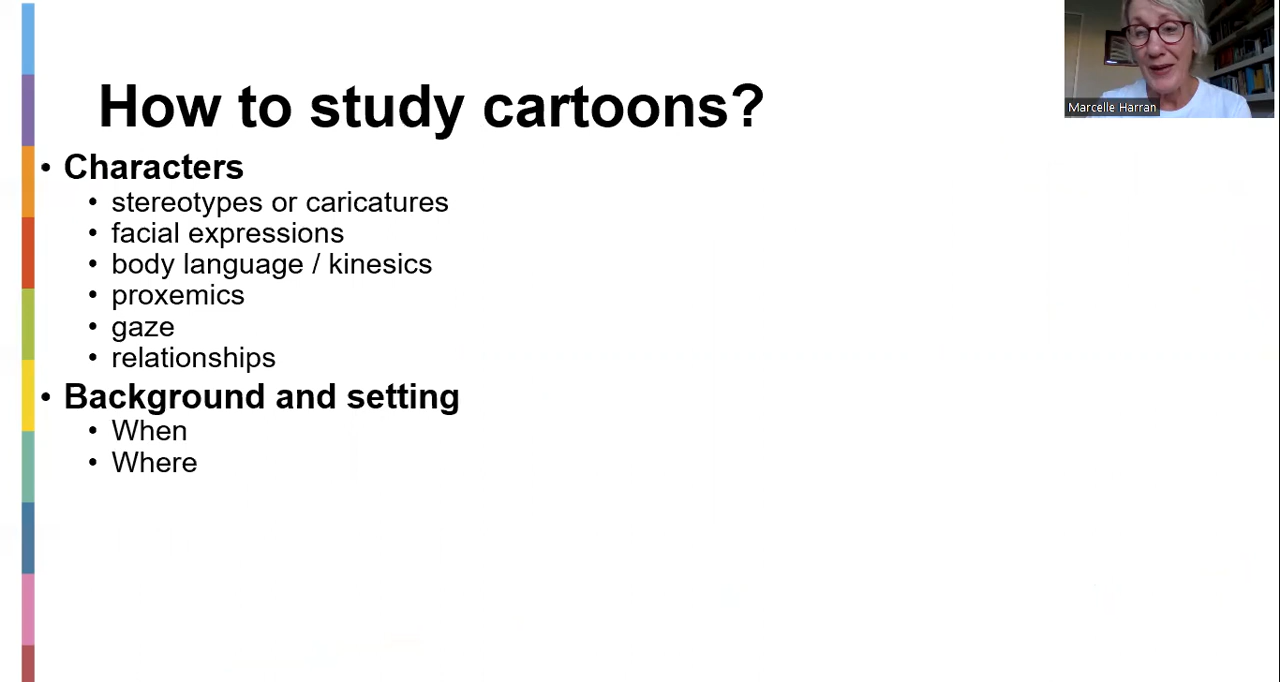 How to study cartoons?
• Characters
• stereotypes or caricatures
• facial expressions
• body language / kinesics
• proxemics
• gaze
• relationships
• Background and setting
• When
• Where
Marcelle Harran